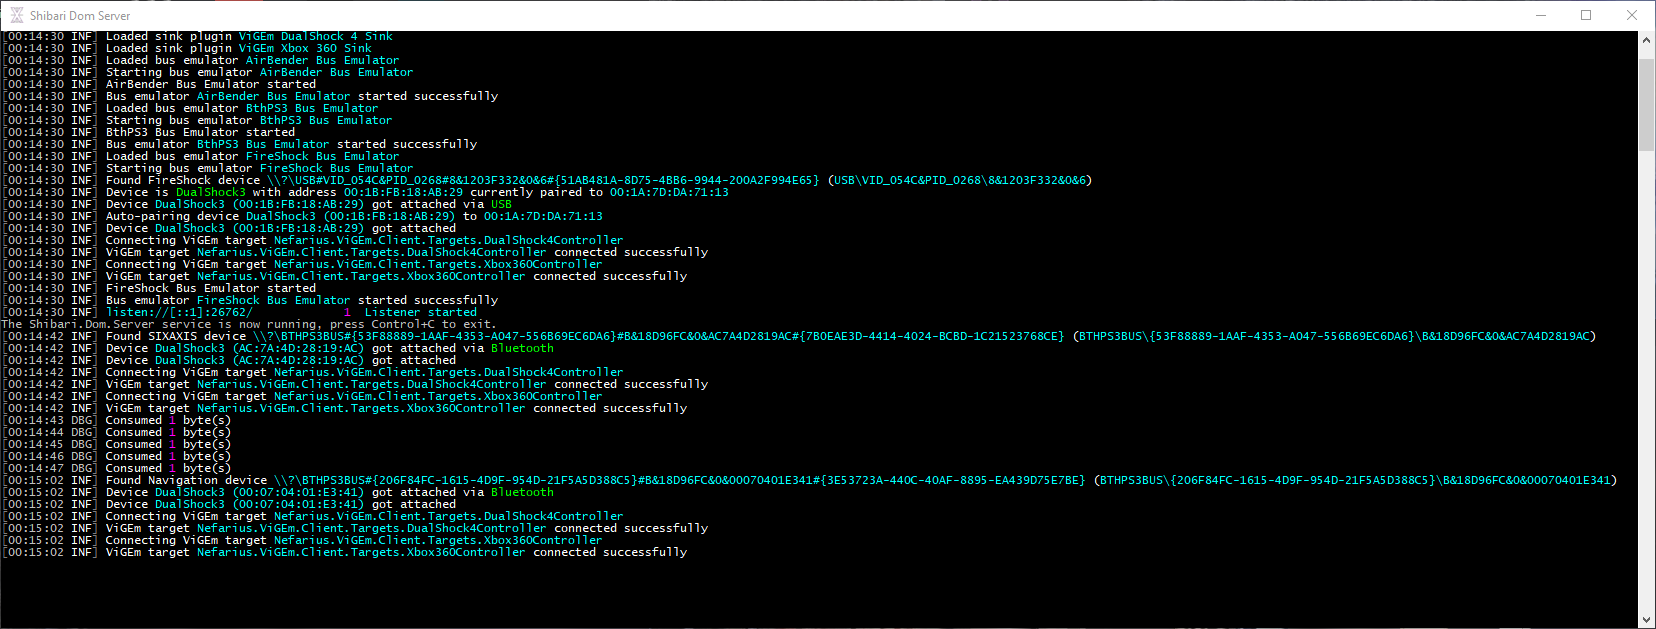 Shibari Dom Server
[00:14:30 INF] Loaded sink plugin ViGEm DualShock 4 Sink
[00:14:30 INF] Loaded sink plugin ViGEm Xbox 360 Sink
[00:14:30 INF] Loaded bus emulator AirBender Bus Emulator
[00:14:30 INF] Starting bus emulator AirBender Bus Emulator
[00:14:30 INF] AirBender Bus Emulator started
[00:14:30 INF] Bus emulator AirBender Bus Emulator started successfully
[00:14:30 INF] Loaded bus emulator BthPS3 Bus Emulator
[00:14:30 INF] Starting bus emulator BthPS3 Bus Emulator
[00:14:30 INF] BthPS3 Bus Emulator started
[00:14:30 INF] Bus emulator BthPS3 Bus Emulator started successfully
[00:14:30 INF] Loaded bus emulator FireShock Bus Emulator
[00:14:30 INF] Starting bus emulator FireShock Bus Emulator
[00:14:30 INF] Found FireShock device \\?\USB#VID_054C&PID_0268#8&1203F332&0&6#{51AB481A-8D75-4BB6-9944-200A2F994E65} (USB\VID_054C&PID_0268\8&1203F332&0&6)
[00:14:30 INF] Device is DualShock3 with address 00:1B:FB:18:AB:29 currently paired to 00:1A:7D:DA:71:13
[00:14:30 INF] Device DualShock3 (00:1B:FB:18:AB:29) got attached via USB
[00:14:30 INF] Auto-pairing device DualShock3 (00:1B:FB:18:AB:29) to 00:1A:7D:DA:71:13
[00:14:30 INF] Device DualShock3 (00:1B:FB:18:AB:29) got attached
[00:14:30 INF] Connecting ViGEm target Nefarius.ViGEm.Client.Targets.DualShock4Controller
[00:14:30 INF] ViGEm target Nefarius.ViGEm.Client.Targets.DualShock4Controller connected successfully
[00:14:30 INF] Connecting ViGEm target Nefarius.ViGEm.Client.Targets.Xbox360Controller
[00:14:30 INF] ViGEm target Nefarius.ViGEm.Client.Targets.Xbox360Controller connected successfully
[00:14:30 INF] FireShock Bus Emulator started
[00:14:30 INF] Bus emulator FireShock Bus Emulator started successfully
[00:14:30 INF] listen://[::1]:26762/ 1 Listener started
The Shibari.Dom.Server service is now running, press Control+C to exit.
[00:14:42 INF] Found SIXAXIS device \\?\BTHPS3BUS#{53F88889-1AAF-4353-A047-556B69EC6DA6}#B&18D96FC&0&AC7A4D2819AC#{7B0EAE3D-4414-4024-BCBD-1C21523768CE} (BTHPS3BUS\{53F88889-1AAF-4353-A047-556B69EC6DA6}\B&18D96FC&0&AC7A4D2819AC)
[00:14:42 INF] Device DualShock3 (AC:7A:4D:28:19:AC) got attached via Bluetooth
[00:14:42 INF] Device DualShock3 (AC:7A:4D:28:19:AC) got attached
[00:14:42 INF] Connecting ViGEm target Nefarius.ViGEm.Client.Targets.DualShock4Controller
[00:14:42 INF] ViGEm target Nefarius.ViGEm.Client.Targets.DualShock4Controller connected successfully
[00:14:42 INF] Connecting ViGEm target Nefarius.ViGEm.Client.Targets.Xbox360Controller
[00:14:42 INF] ViGEm target Nefarius.ViGEm.Client.Targets.Xbox360Controller connected successfully
[00:14:43 DBG] Consumed 1 byte(s)
[00:14:44 DBG] Consumed 1 byte(s)
[00:14:45 DBG] Consumed 1 byte(s)
[00:14:46 DBG] Consumed 1 byte(s)
[00:14:47 DBG] Consumed 1 byte(s)
[00:15:02 INF] Found Navigation device \\?\BTHPS3BUS#{206F84FC-1615-4D9F-954D-21F5A5D388C5}#B&18D96FC&0&00070401E341#{3E53723A-440C-40AF-8895-EA439D75E7BE} (BTHPS3BUS\{206F84FC-1615-4D9F-954D-21F5A5D388C5}\B&18D96FC&0&00070401E341)
[00:15:02 INF] Device DualShock3 (00:07:04:01:E3:41) got attached via Bluetooth
[00:15:02 INF] Device DualShock3 (00:07:04:01:E3:41) got attached
[00:15:02 INF] Connecting ViGEm target Nefarius.ViGEm.Client.Targets.DualShock4Controller
[00:15:02 INF] ViGEm target Nefarius.ViGEm.Client.Targets.DualShock4Controller connected successfully
[00:15:02 INF] Connecting ViGEm target Nefarius.ViGEm.Client.Targets.Xbox360Controller
[00:15:02 INF] ViGEm target Nefarius.ViGEm.Client.Targets.Xbox360Controller connected successfully